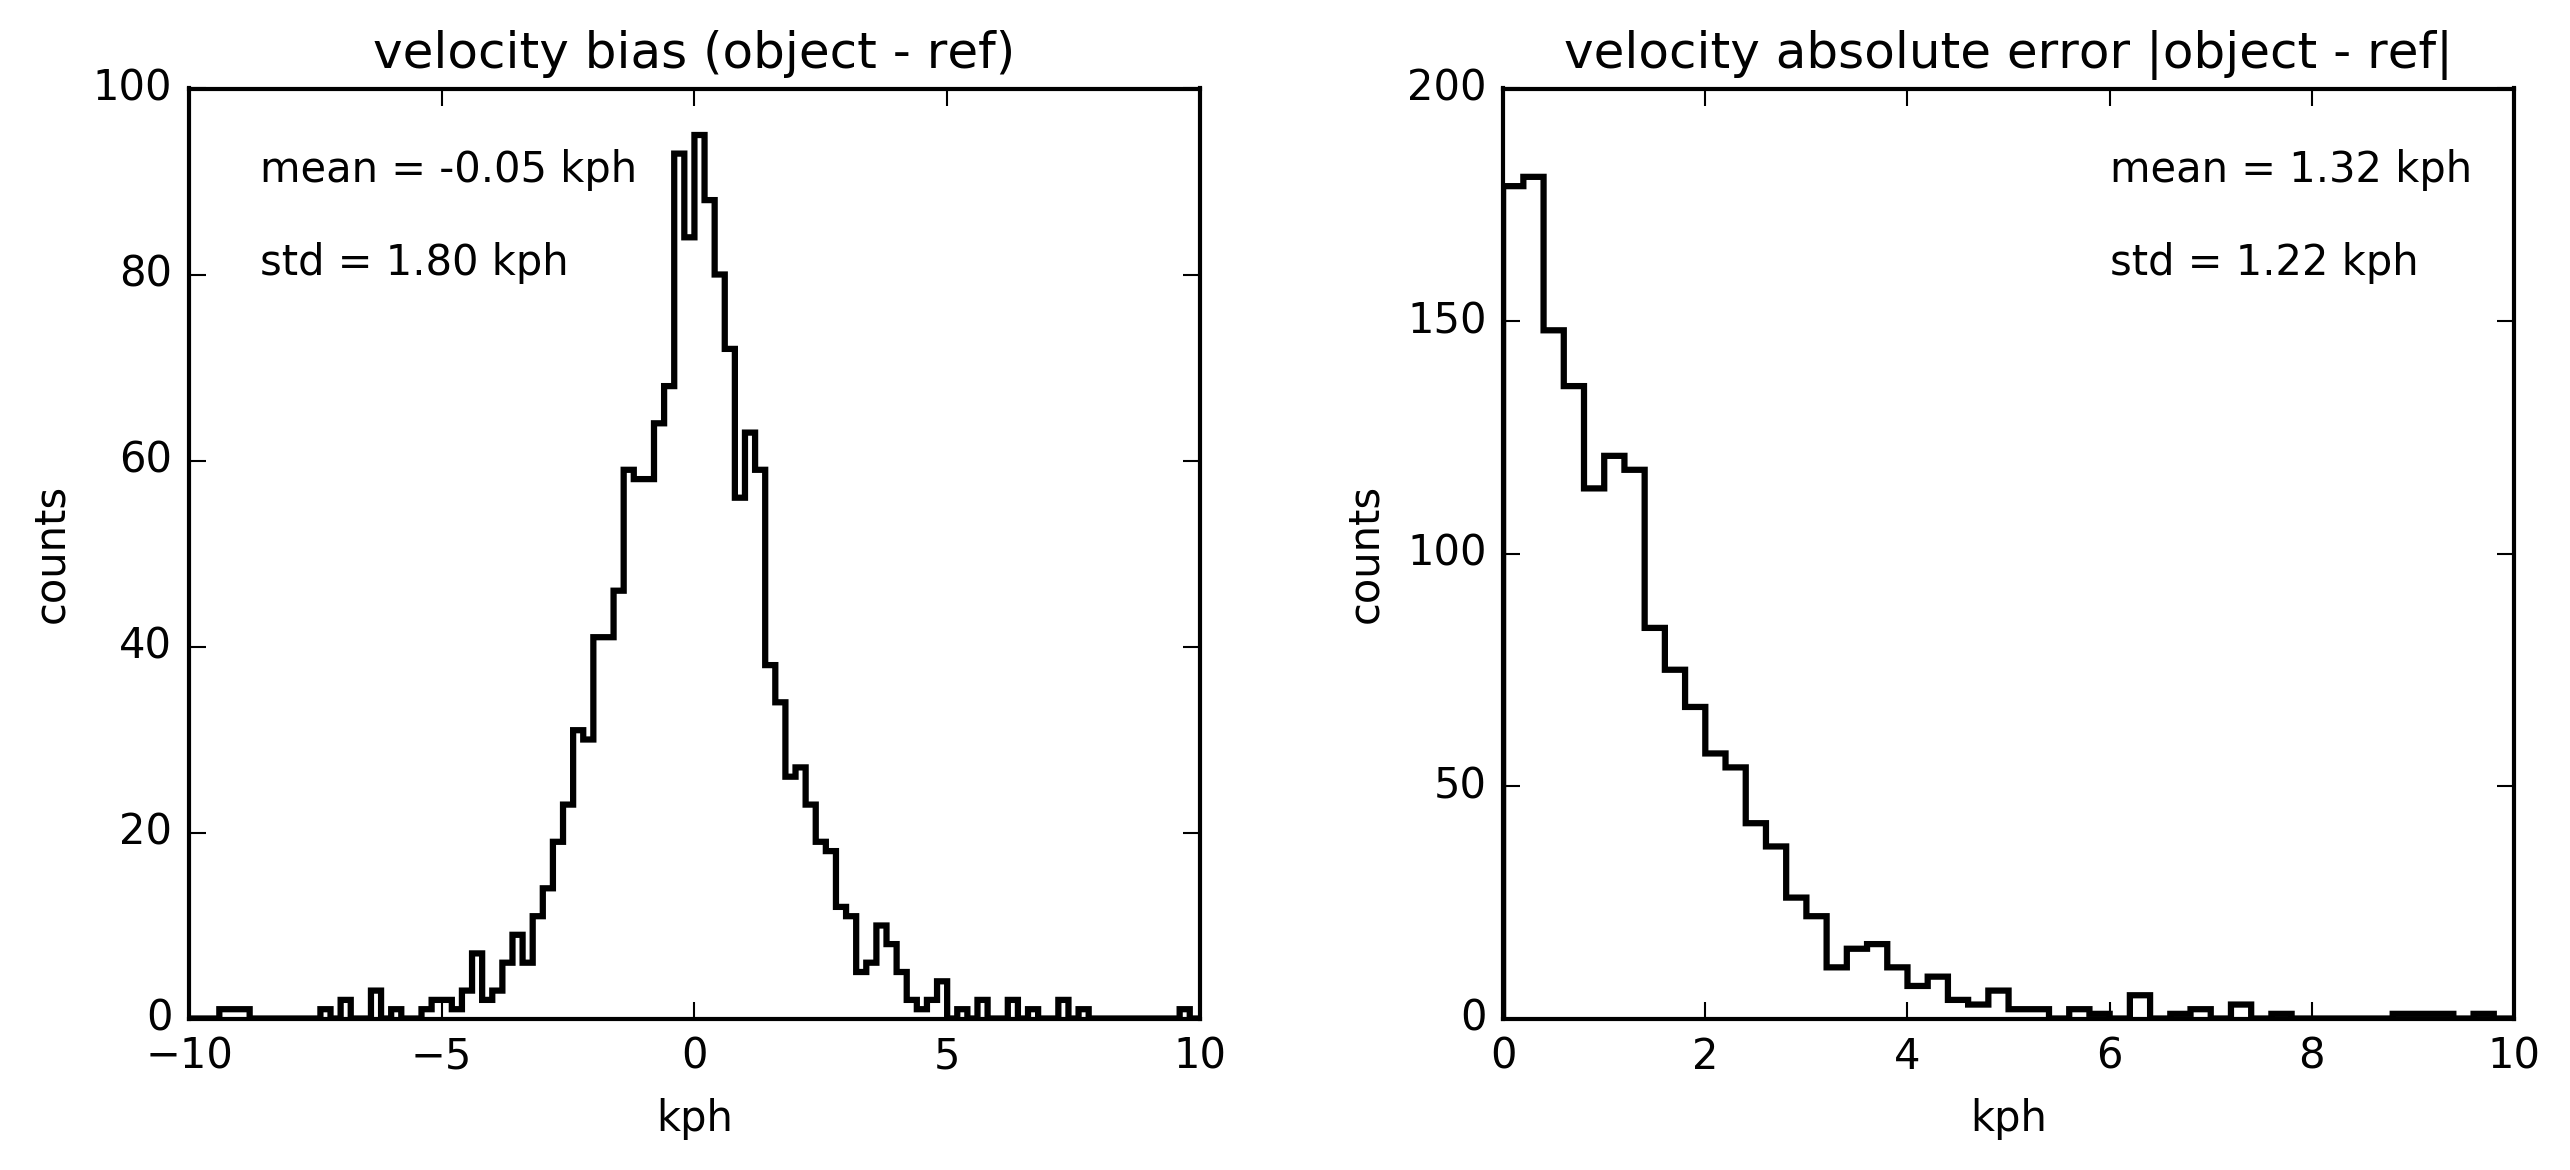 velocity bias (object - ref)
100
80
60
40
20
0
counts
mean = -0.05 kph
std = 1.80 kph
−10 −5 0 5 10
kph
velocity absolute error |object - ref|
200
150
100
50
0
counts
mean = 1.32 kph
std = 1.22 kph
0 2 4 6 8 10
kph